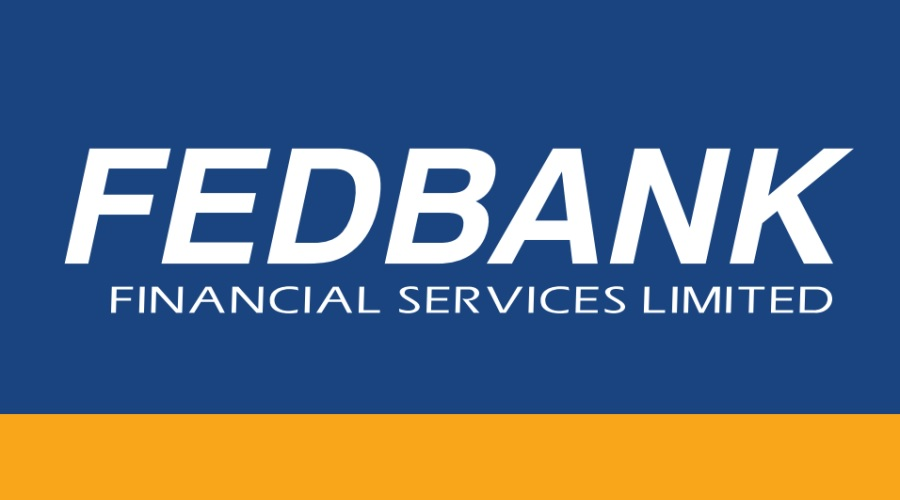 FEDBANK
FINANCIAL SERVICES LIMITED